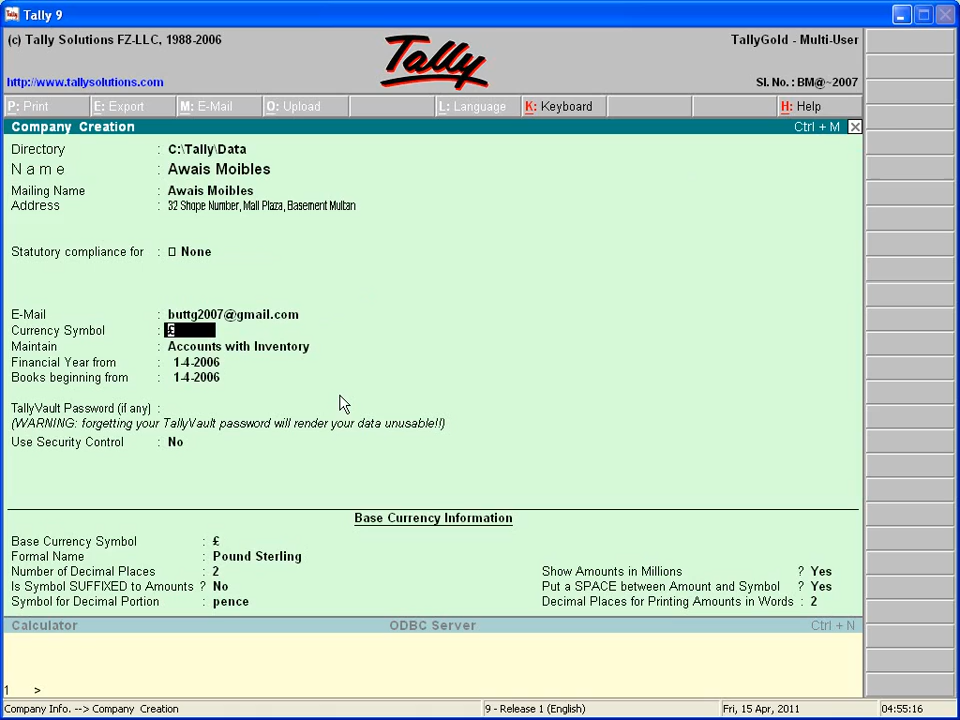 Tally 9
(c) Tally Solutions FZ-LLC, 1988-2006
Tally
TallyGold - Multi-User
http://www.tallysolutions.com
Sl. No. : BM@~2007
P: Print E: Export M: E-Mail O: Upload L: Language K: Keyboard H: Help
Company Creation Ctrl + M
Directory : C:\Tally\Data
N a m e : Awais Moibles
Mailing Name : Awais Moibles
Address : 32 Shope Number, Mall Plaza, Basement Multan
Statutory compliance for : □ None
E-Mail : buttg2007@gmail.com
Currency Symbol : £
Maintain : Accounts with Inventory
Financial Year from : 1-4-2006
Books beginning from : 1-4-2006
TallyVault Password (if any) :
(WARNING: forgetting your TallyVault password will render your data unusable!!)
Use Security Control : No
Base Currency Information
Base Currency Symbol : £
Formal Name : Pound Sterling
Number of Decimal Places : 2 Show Amounts in Millions ? Yes
Is Symbol SUFFIXED to Amounts ? No Put a SPACE between Amount and Symbol ? Yes
Symbol for Decimal Portion : pence Decimal Places for Printing Amounts in Words : 2
Calculator ODBC Server Ctrl + N
1 >
Company Info. --> Company Creation 9 - Release 1 (English) Fri, 15 Apr, 2011 04:55:16